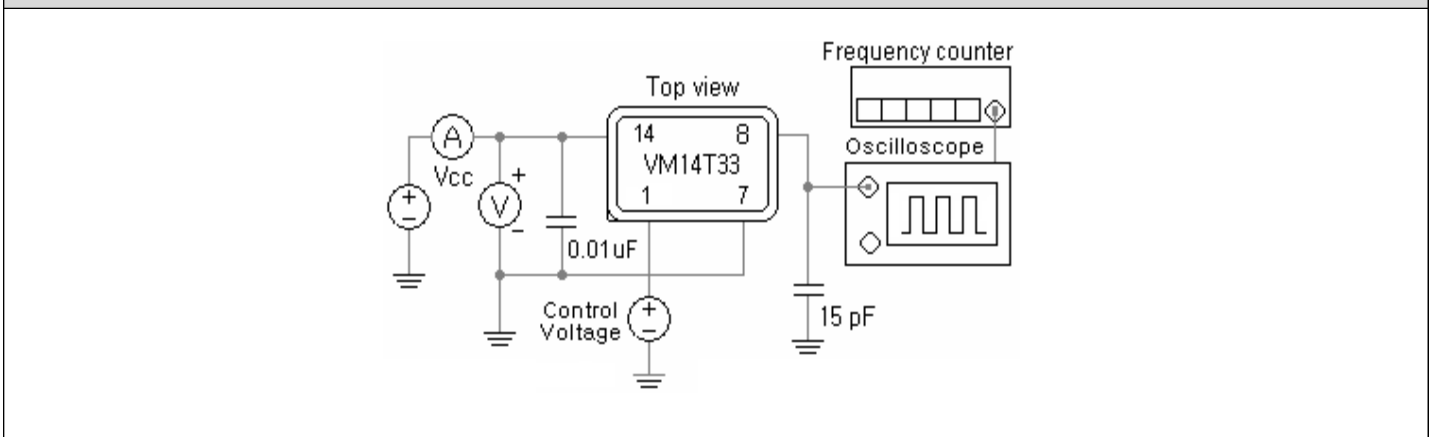 Frequency counter
Top view
14 8
VM14T33
1 7
Oscilloscope
A
Vcc
+
V
+
−
−
0.01uF
Control
Voltage
+
−
15 pF